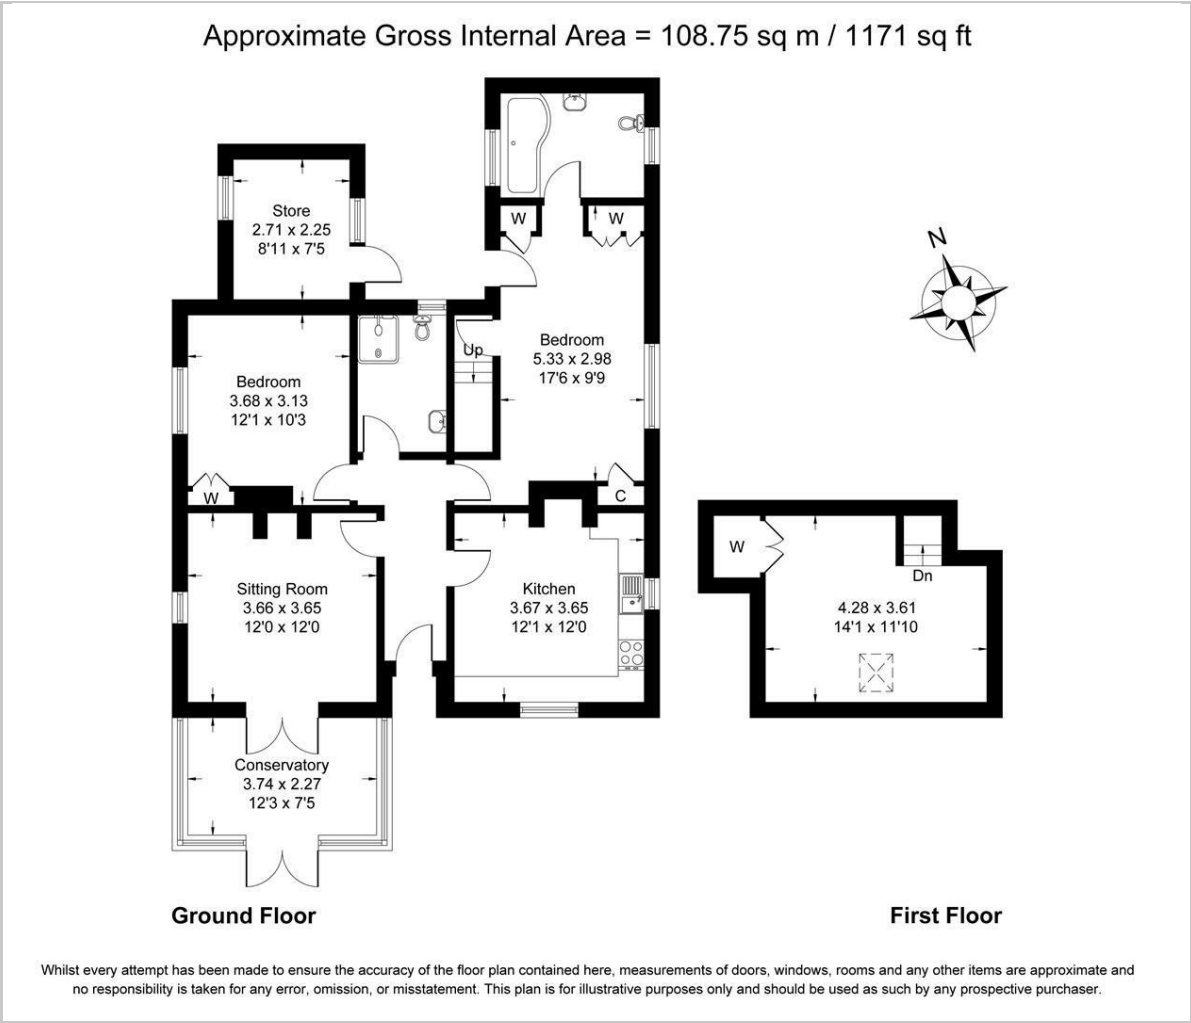 Approximate Gross Internal Area = 108.75 sq m / 1171 sq ft
Store
2.71 x 2.25
8'11 x 7'5
W
W
N
Up
Bedroom
5.33 x 2.98
17'6 x 9'9
Bedroom
3.68 x 3.13
12'1 x 10'3
W
C
Sitting Room
3.66 x 3.65
12'0 x 12'0
Kitchen
3.67 x 3.65
12'1 x 12'0
W
Dn
4.28 x 3.61
14'1 x 11'10
Conservatory
3.74 x 2.27
12'3 x 7'5
Ground Floor
First Floor
Whilst every attempt has been made to ensure the accuracy of the floor plan contained here, measurements of doors, windows, rooms and any other items are approximate and
no responsibility is taken for any error, omission, or misstatement. This plan is for illustrative purposes only and should be used as such by any prospective purchaser.